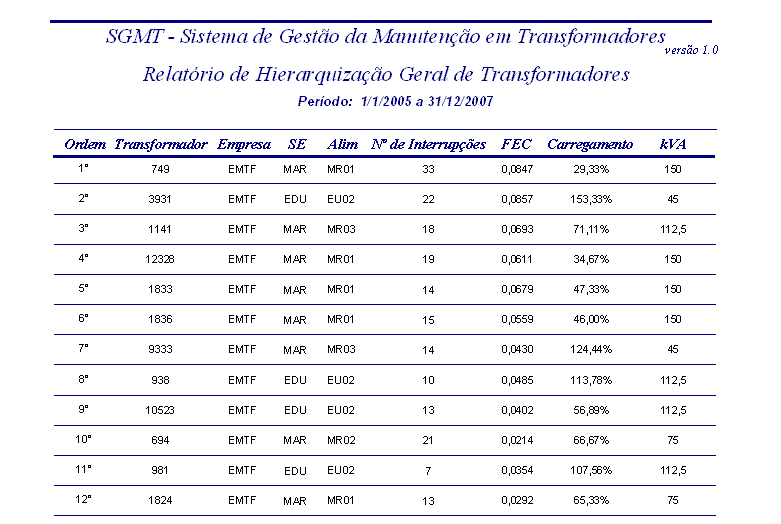 SGMT - Sistema de Gestão da Manutenção em Transformadores
versão 1.0
Relatório de Hierarquização Geral de Transformadores
Período: 1/1/2005 a 31/12/2007
Ordem Transformador Empresa SE Alim Nº de Interrupções FEC Carregamento kVA
1º 749 EMTF MAR MR01 33 0,0847 29,33% 150
2º 3931 EMTF EDU EU02 22 0,0857 153,33% 45
3º 1141 EMTF MAR MR03 18 0,0693 71,11% 112,5
4º 12328 EMTF MAR MR01 19 0,0611 34,67% 150
5º 1833 EMTF MAR MR01 14 0,0679 47,33% 150
6º 1836 EMTF MAR MR01 15 0,0559 46,00% 150
7º 9333 EMTF MAR MR03 14 0,0430 124,44% 45
8º 938 EMTF EDU EU02 10 0,0485 113,78% 112,5
9º 10523 EMTF EDU EU02 13 0,0402 56,89% 112,5
10º 694 EMTF MAR MR02 21 0,0214 66,67% 75
11º 981 EMTF EDU EU02 7 0,0354 107,56% 112,5
12º 1824 EMTF MAR MR01 13 0,0292 65,33% 75